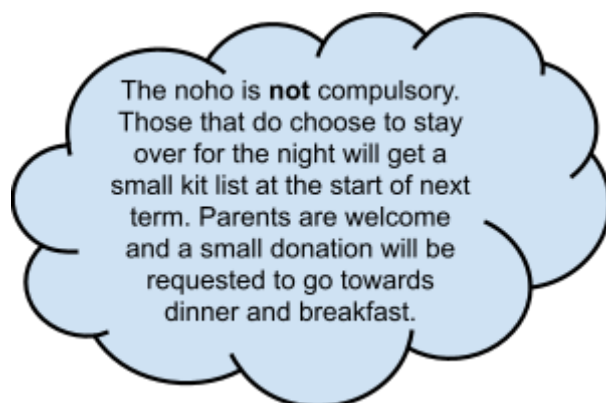 The noho is not compulsory.
Those that do choose to stay
over for the night will get a
small kit list at the start of next
term. Parents are welcome
and a small donation will be
requested to go towards
dinner and breakfast.